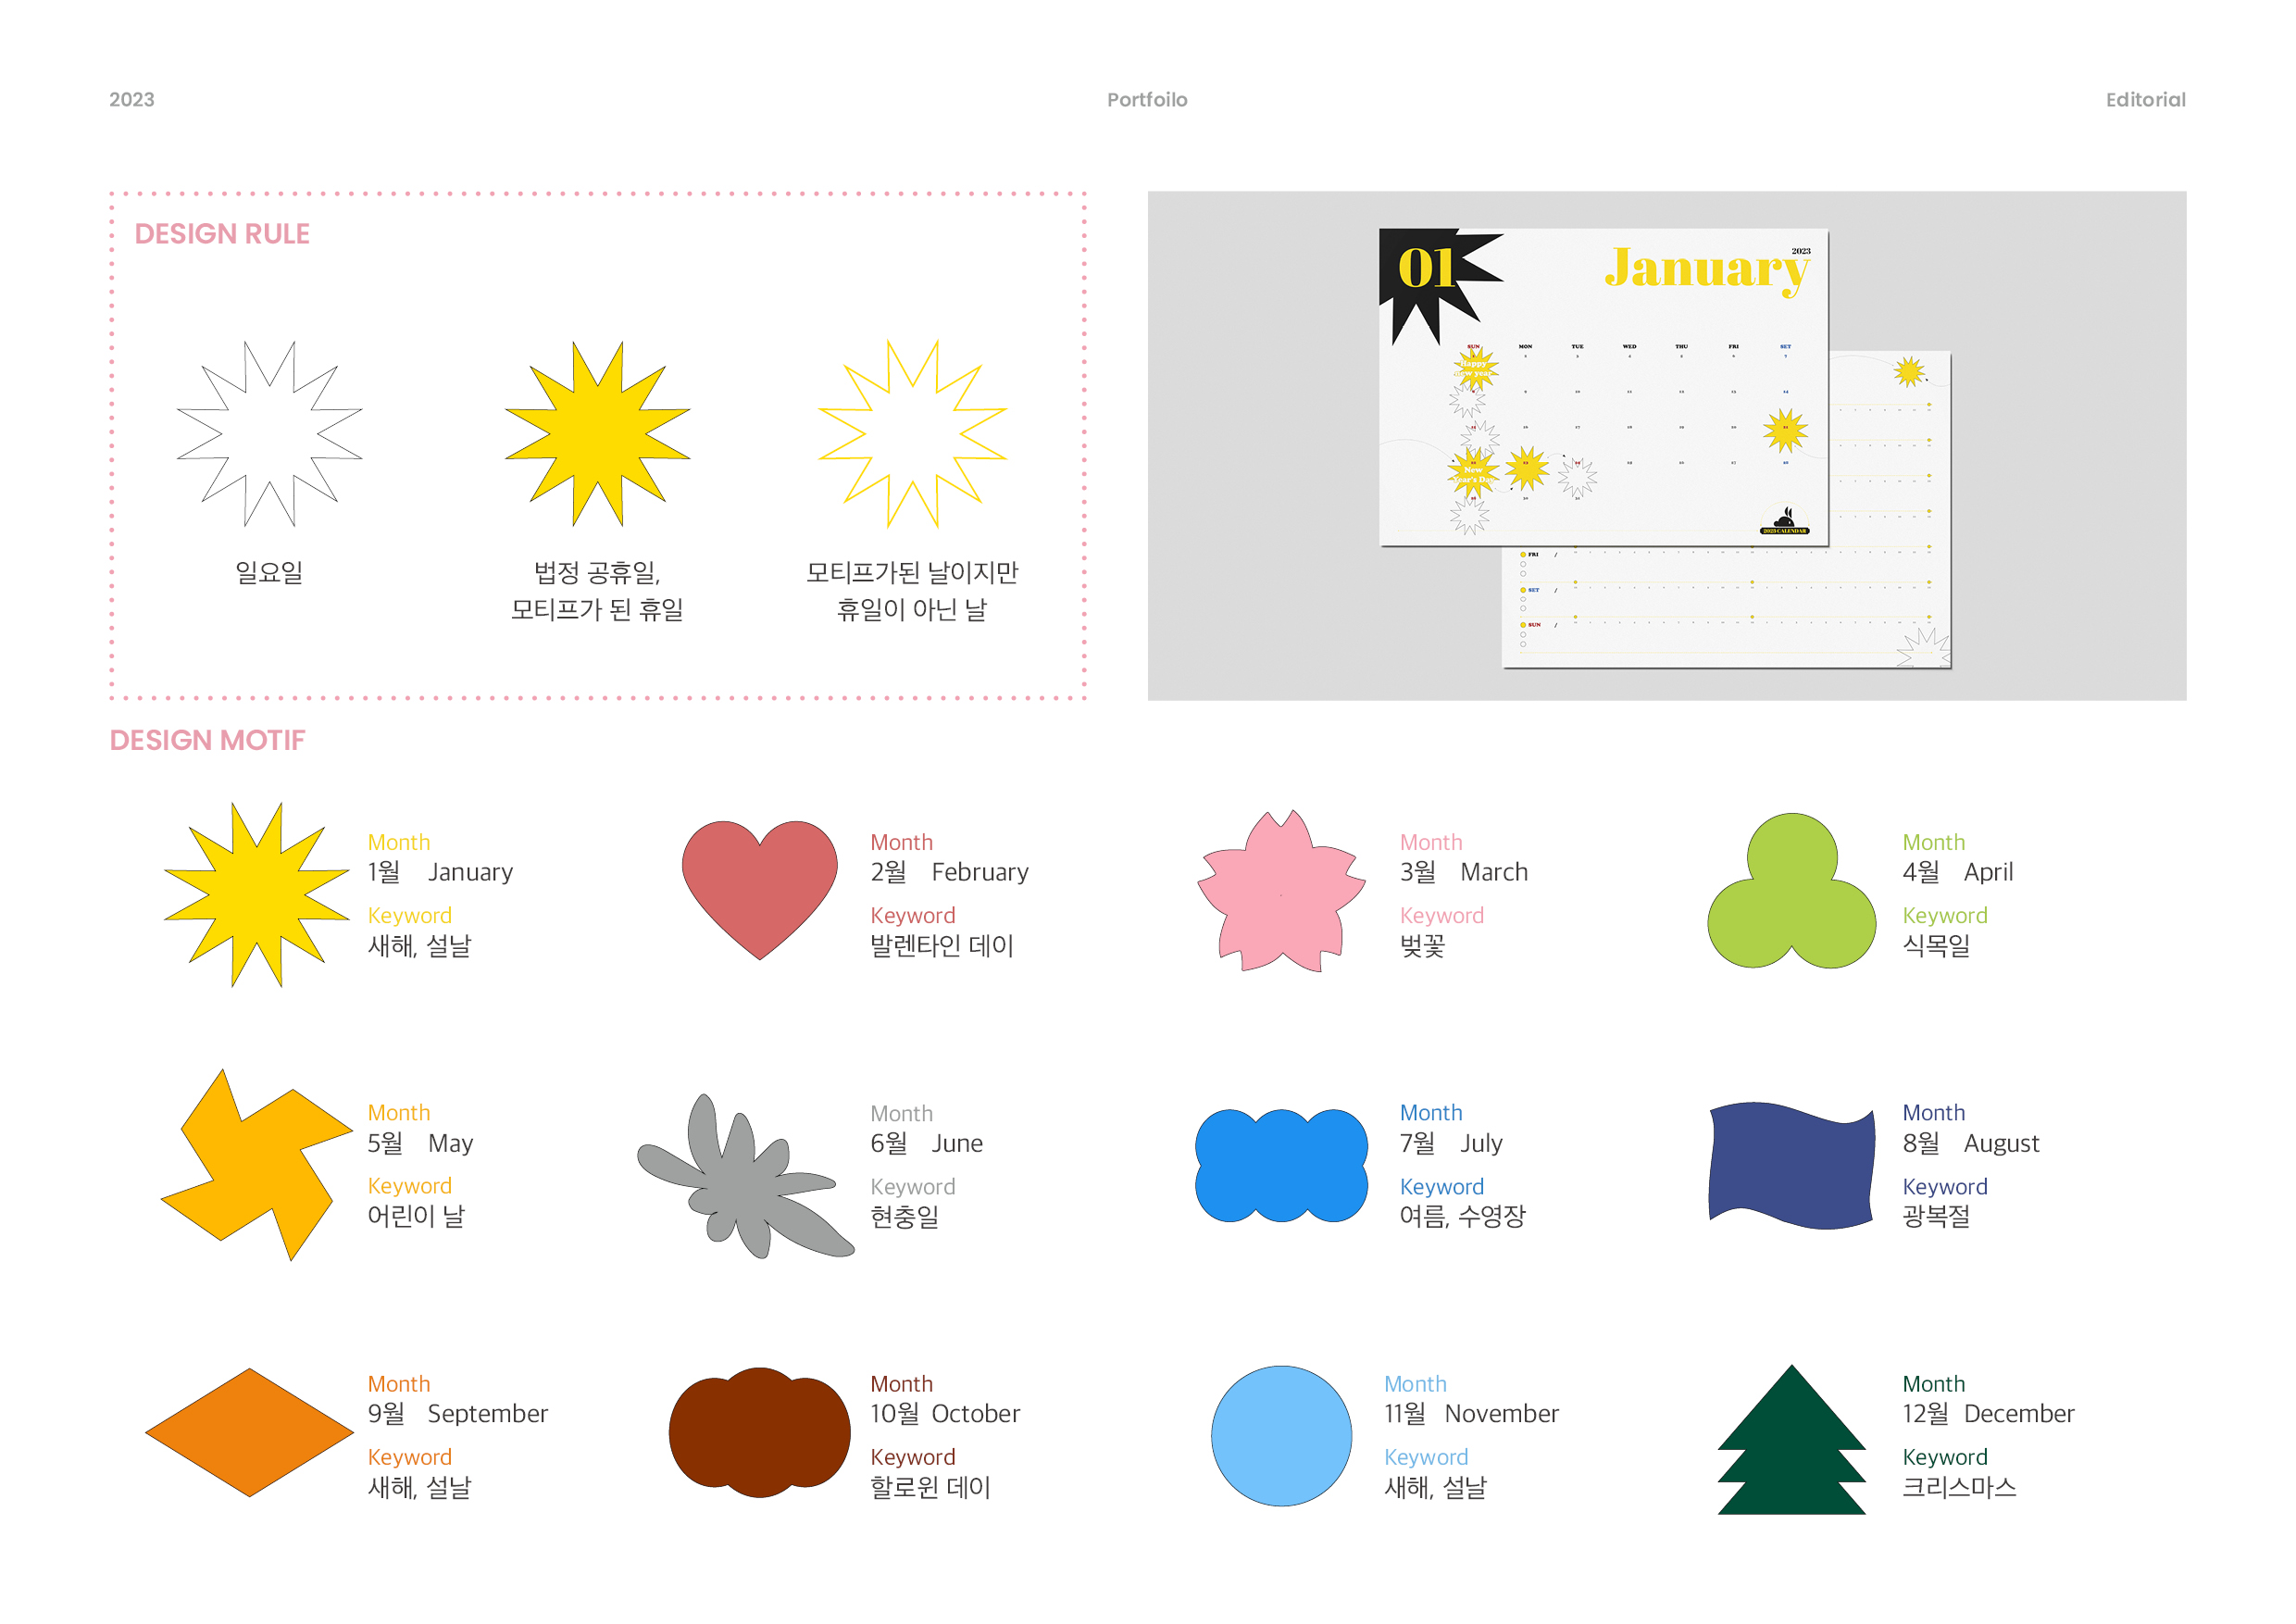 2023
Portfoilo
Editorial
DESIGN RULE
일요일
법정 공휴일,
모티프가 된 휴일
모티프가된 날이지만
휴일이 아닌 날
01
2023
January
SUN MON TUE WED THU FRI SET
Happy
New year
New
Year's Day
2023 CALENDAR
FRI /
SET /
SUN /
DESIGN MOTIF
Month
1월 January
Keyword
새해, 설날
Month
2월 February
Keyword
발렌타인 데이
Month
3월 March
Keyword
벚꽃
Month
4월 April
Keyword
식목일
Month
5월 May
Keyword
어린이 날
Month
6월 June
Keyword
현충일
Month
7월 July
Keyword
여름, 수영장
Month
8월 August
Keyword
광복절
Month
9월 September
Keyword
새해, 설날
Month
10월 October
Keyword
할로윈 데이
Month
11월 November
Keyword
새해, 설날
Month
12월 December
Keyword
크리스마스